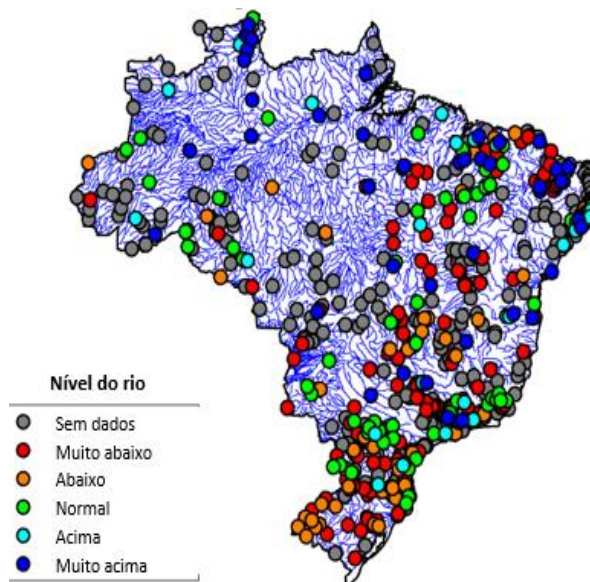 Nível do rio
Sem dados
Muito abaixo
Abaixo
Normal
Acima
Muito acima